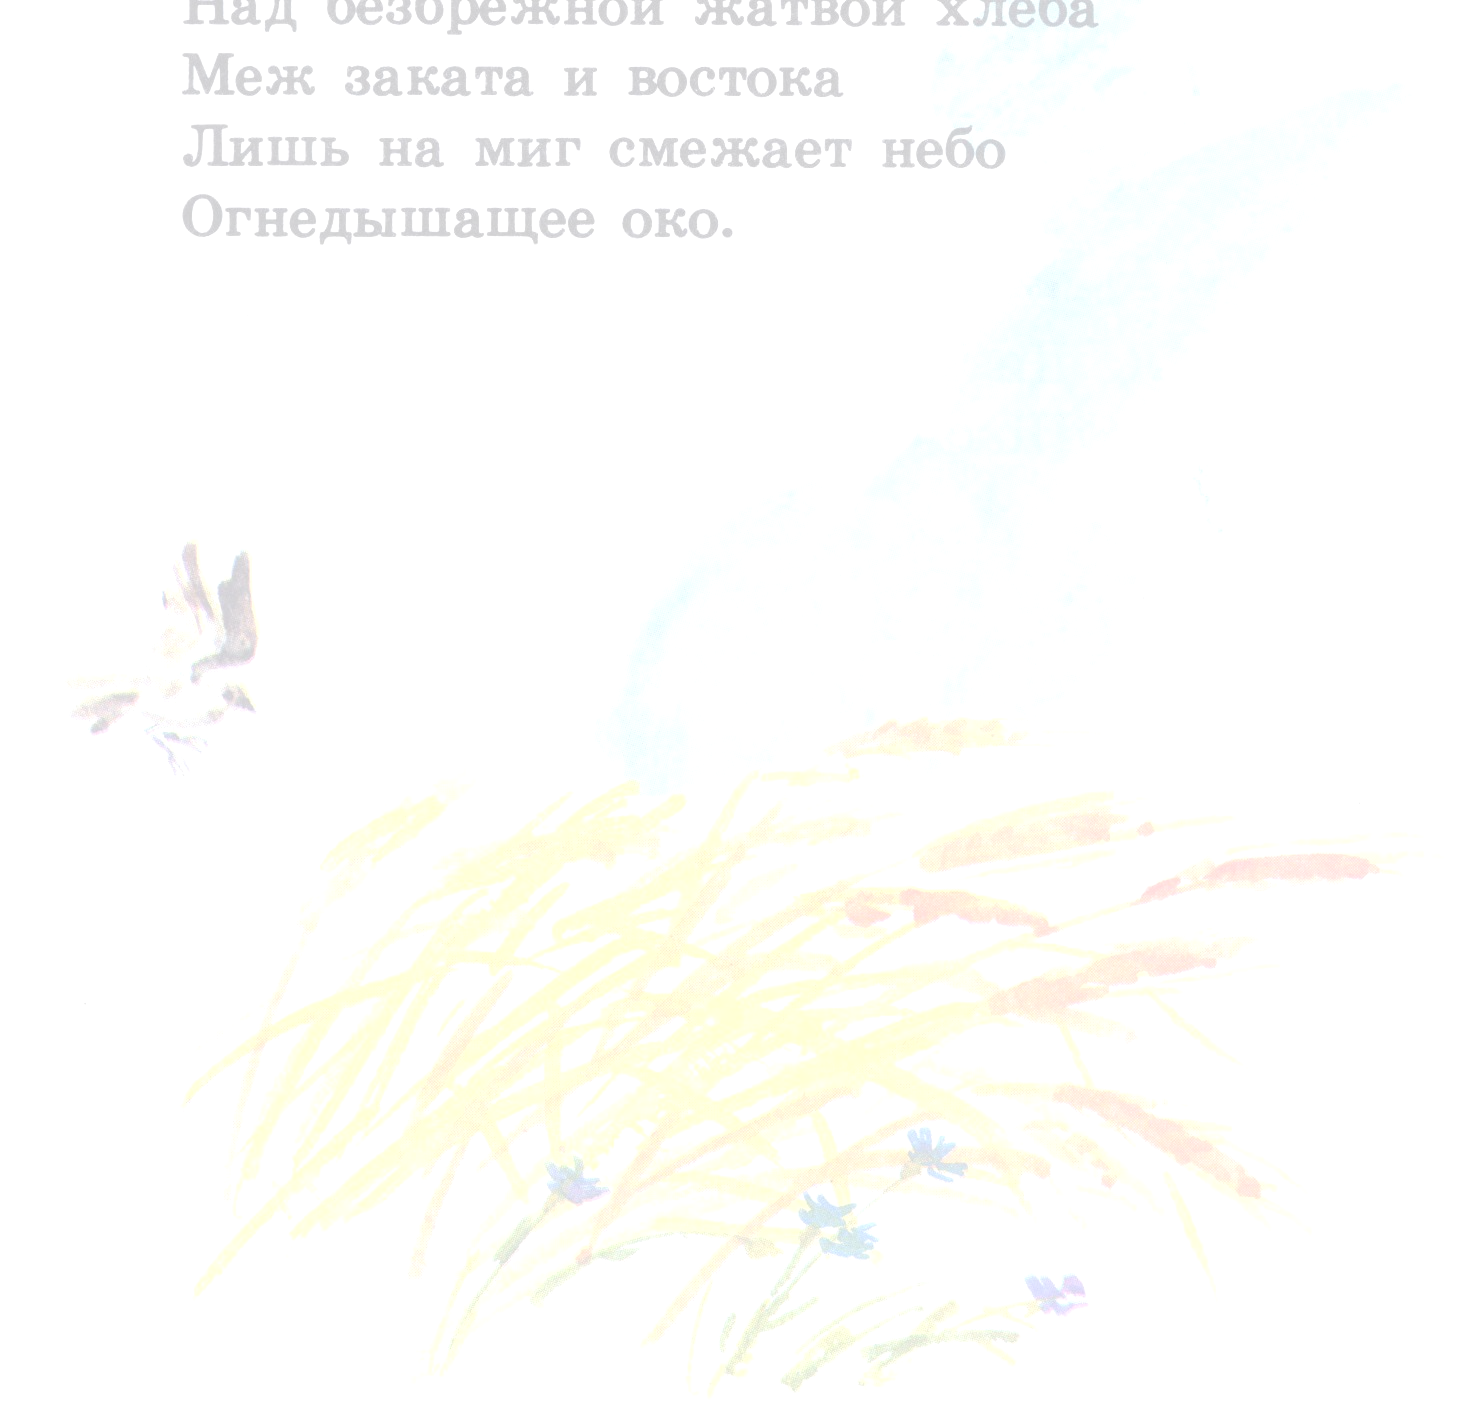 Над безбрежной жатвой хлеба
Меж заката и востока
Лишь на миг смежает небо
Огнедышащее око.